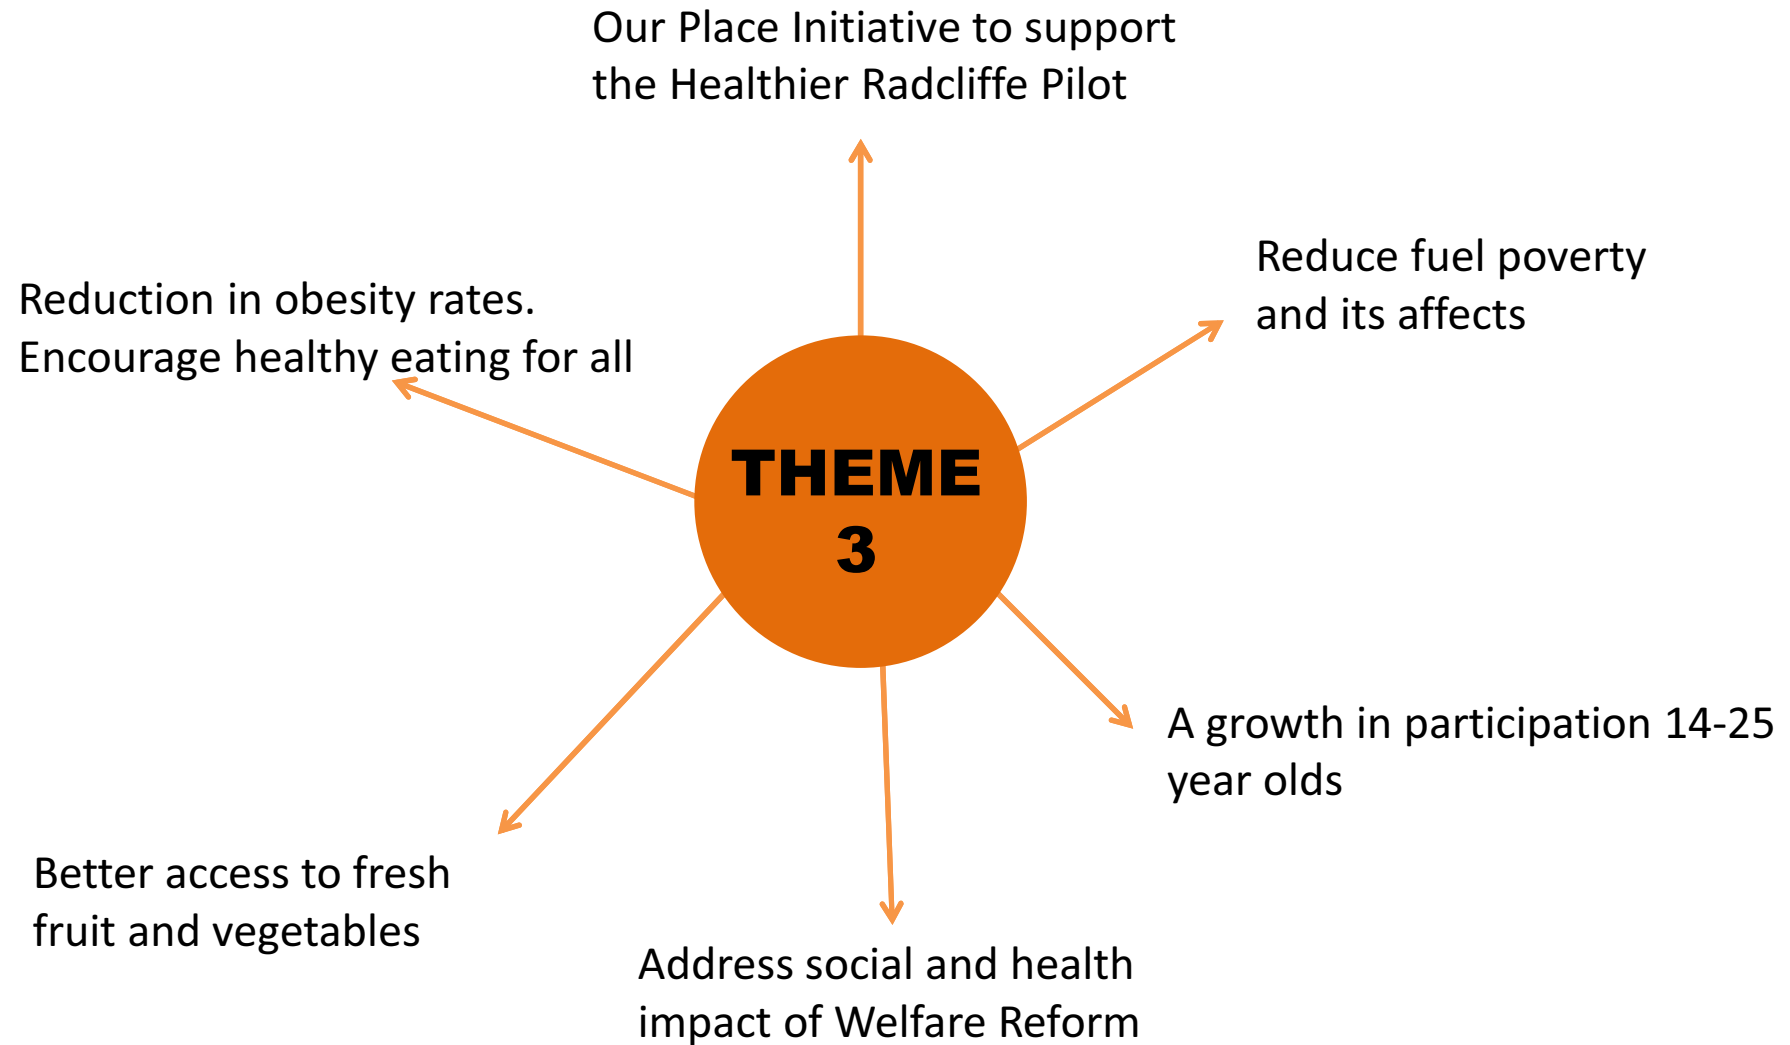 Our Place Initiative to support
the Healthier Radcliffe Pilot
Reduce fuel poverty
and its affects
Reduction in obesity rates.
Encourage healthy eating for all
THEME
3
A growth in participation 14-25
year olds
Better access to fresh
fruit and vegetables
Address social and health
impact of Welfare Reform